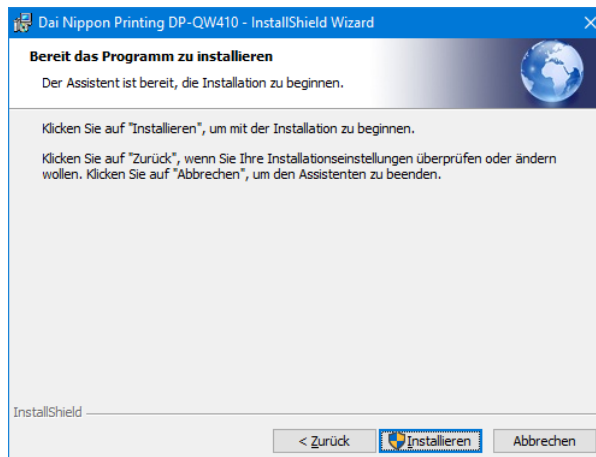 Dai Nippon Printing DP-QW410 - InstallShield Wizard
Bereit das Programm zu installieren
Der Assistent ist bereit, die Installation zu beginnen.
Klicken Sie auf "Installieren", um mit der Installation zu beginnen.
Klicken Sie auf "Zurück", wenn Sie Ihre Installationseinstellungen überprüfen oder ändern
wollen. Klicken Sie auf "Abbrechen", um den Assistenten zu beenden.
InstallShield
< Zurück Installieren Abbrechen